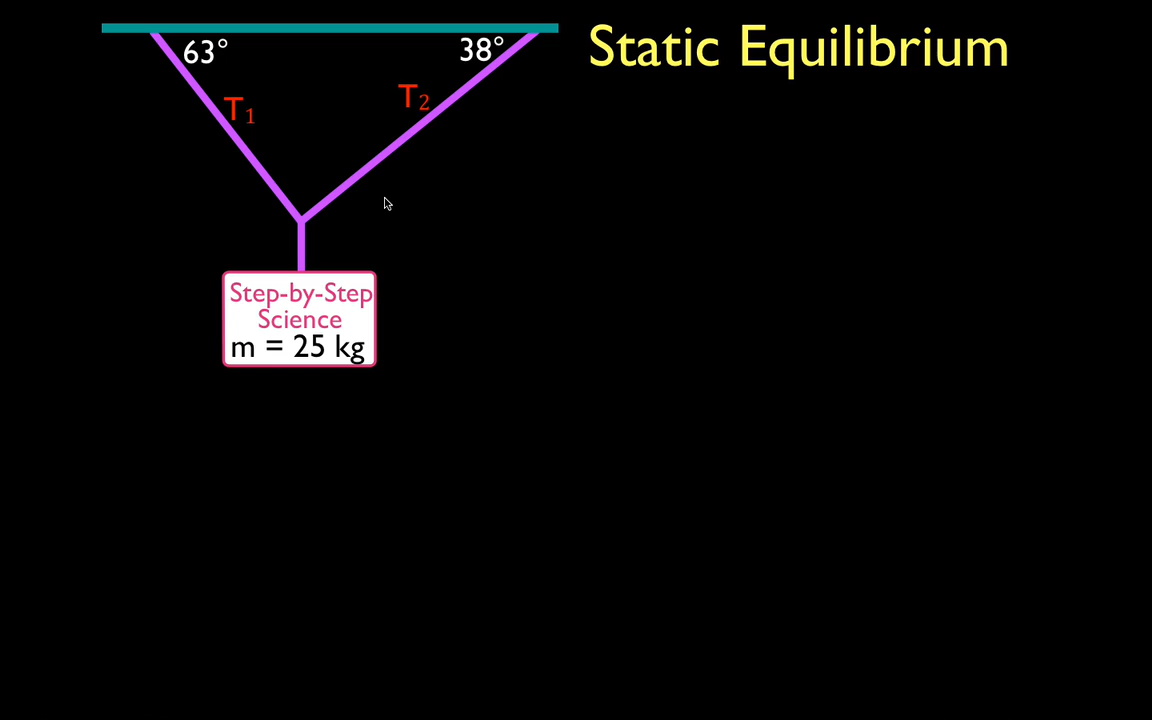 Static Equilibrium
63°
38°
T₁
T₂
Step-by-Step
Science
m = 25 kg